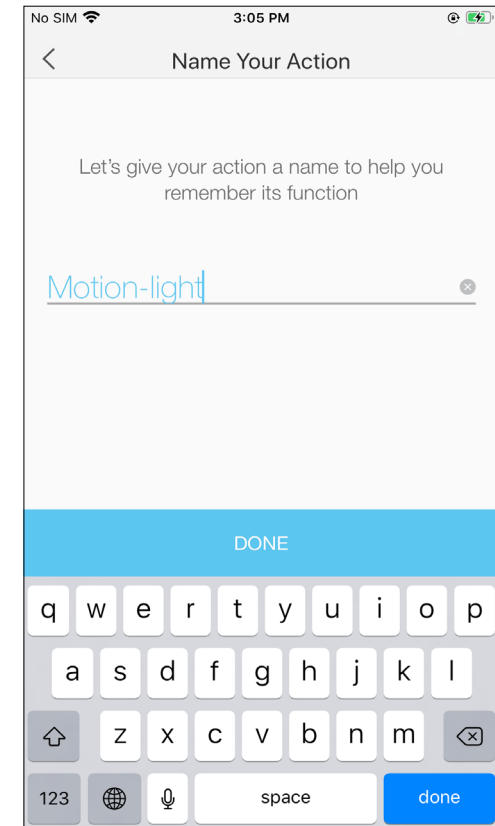 No SIM 3:05 PM
Name Your Action
Let's give your action a name to help you
remember its function
Motion-light
DONE
q w e r t y u i o p
a s d f g h j k l
z x c v b n m
123 space done